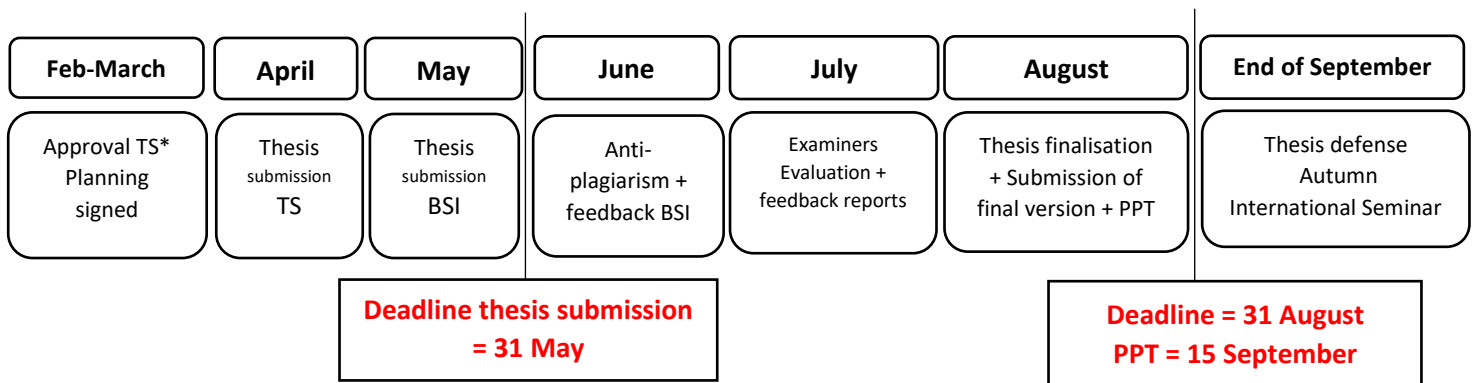 Feb-March
April
May
June
July
August
End of September
Approval TS*
Planning
signed
Thesis
submission
TS
Thesis
submission
BSI
Anti-
plagiarism +
feedback BSI
Examiners
Evaluation +
feedback reports
Thesis finalisation
+ Submission of
final version + PPT
Thesis defense
Autumn
International Seminar
Deadline thesis submission
= 31 May
Deadline = 31 August
PPT = 15 September